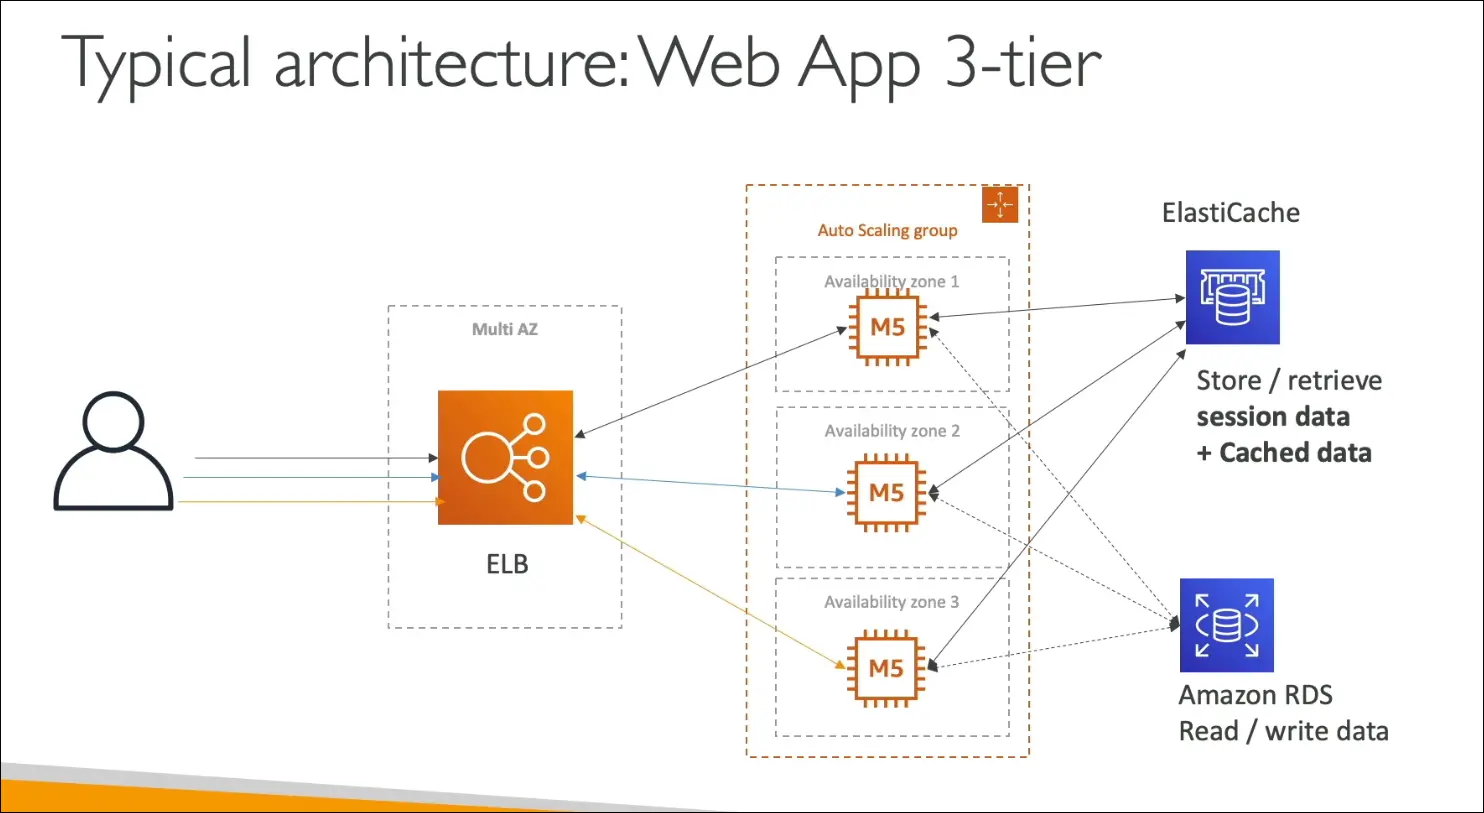 Typical architecture: Web App 3-tier
Multi AZ
ELB
Auto Scaling group
Availability zone 1
M5
Availability zone 2
M5
Availability zone 3
M5
ElastiCache
Store / retrieve
session data
+ Cached data
Amazon RDS
Read / write data